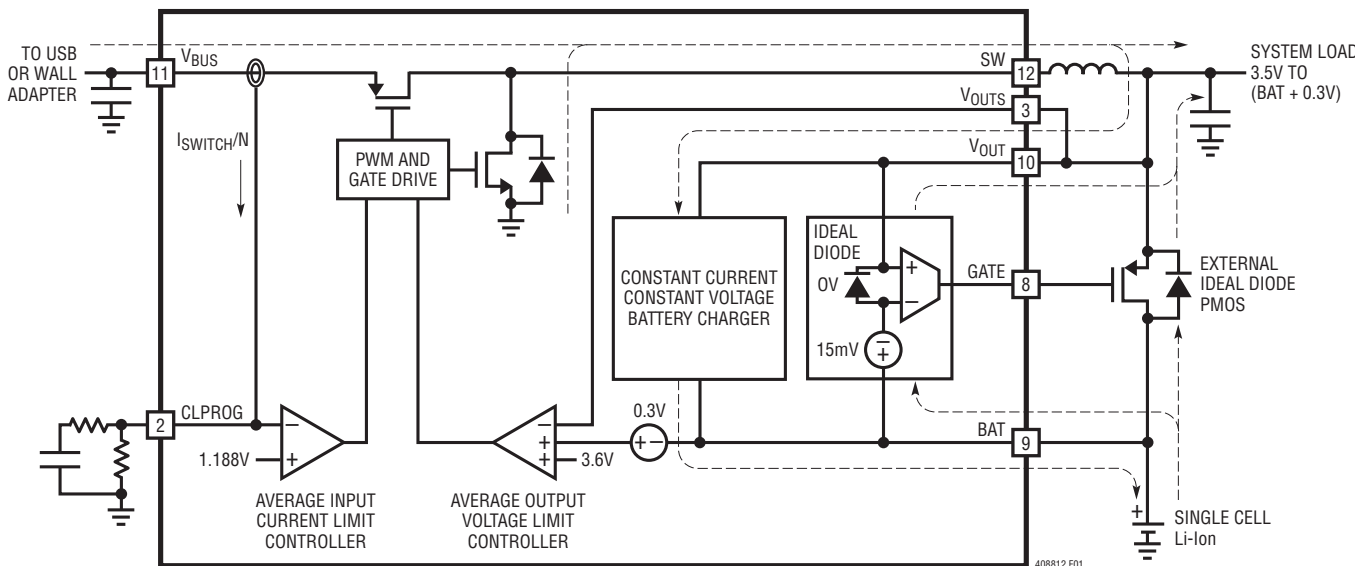 TO USB
OR WALL
ADAPTER
11
VBUS
SW
12
SYSTEM LOAD
3.5V TO
(BAT + 0.3V)
VOUTS
3
ISWITCH/N
PWM AND
GATE DRIVE
VOUT
10
CONSTANT CURRENT
CONSTANT VOLTAGE
BATTERY CHARGER
IDEAL
DIODE
0V
+
–
GATE
8
EXTERNAL
IDEAL DIODE
PMOS
15mV
–
+
2
CLPROG
–
+
1.188V
–
+
+
3.6V
0.3V
+ –
BAT
9
AVERAGE INPUT
CURRENT LIMIT
CONTROLLER
AVERAGE OUTPUT
VOLTAGE LIMIT
CONTROLLER
+
SINGLE CELL
Li-Ion
408812 F01